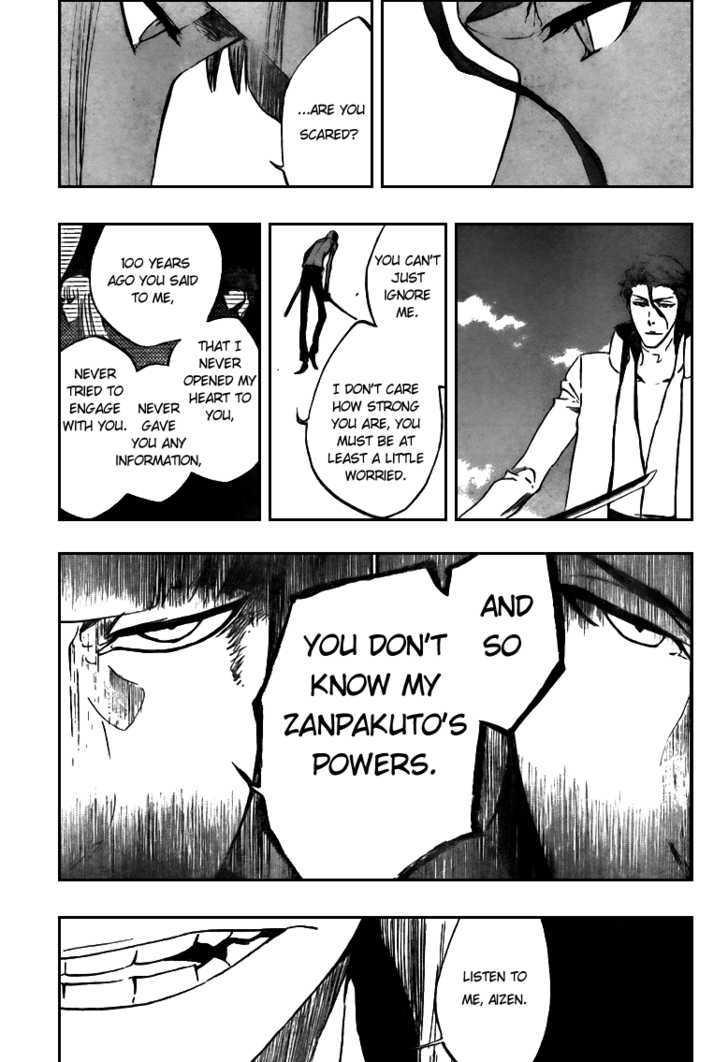 ...ARE YOU
SCARED?
YOU CAN'T
JUST
IGNORE
ME.
I DON'T CARE
HOW STRONG
YOU ARE, YOU
MUST BE AT
LEAST A LITTLE
WORRIED.
100 YEARS
AGO YOU SAID
TO ME,
THAT I
NEVER
OPENED MY
HEART TO
YOU,
NEVER
GAVE
YOU ANY
INFORMATION,
NEVER
TRIED TO
ENGAGE
WITH YOU.
AND
SO
YOU DON'T
KNOW MY
ZANPAKUTO'S
POWERS.
LISTEN TO
ME, AIZEN.